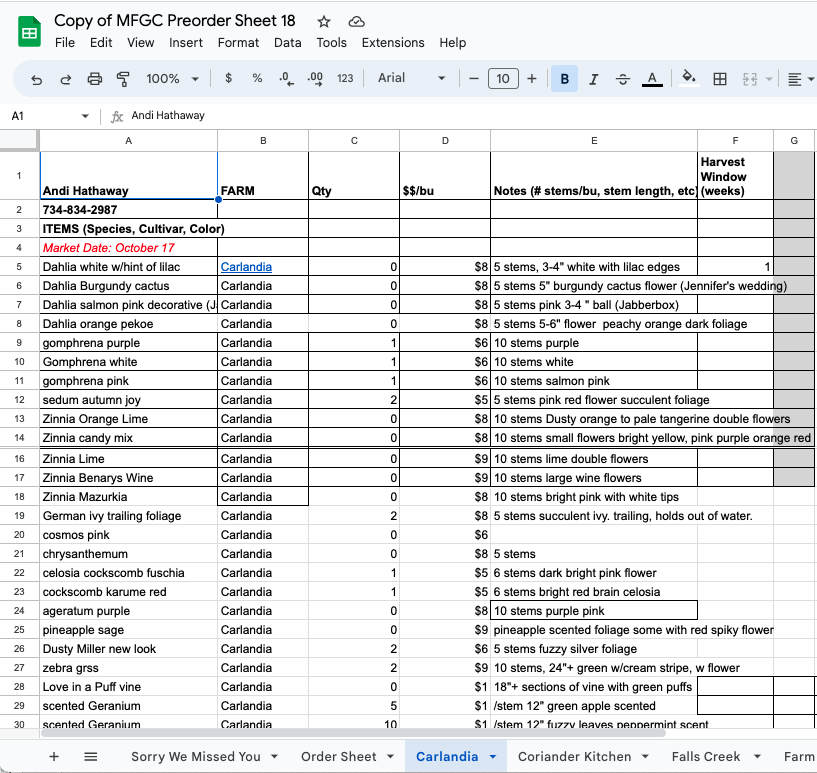 Copy of MFGC Preorder Sheet 18
File Edit View Insert Format Data Tools Extensions Help
100% $ % .0 .00 123 Arial 10 B I S A
A1 fx Andi Hathaway
A B C D E F G
1 Andi Hathaway FARM Qty $$/bu Notes (# stems/bu, stem length, etc) Harvest Window (weeks)
2 734-834-2987
3 ITEMS (Species, Cultivar, Color)
4 Market Date: October 17
5 Dahlia white w/hint of lilac Carlandia 0 $8 5 stems, 3-4" white with lilac edges 1
6 Dahlia Burgundy cactus Carlandia 0 $8 5 stems 5" burgundy cactus flower (Jennifer's wedding)
7 Dahlia salmon pink decorative (J Carlandia 0 $8 5 stems pink 3-4 " ball (Jabberbox)
8 Dahlia orange pekoe Carlandia 0 $8 5 stems 5-6" flower peachy orange dark foliage
9 gomphrena purple Carlandia 1 $6 10 stems purple
10 Gomphrena white Carlandia 1 $6 10 stems white
11 gomphrena pink Carlandia 1 $6 10 stems salmon pink
12 sedum autumn joy Carlandia 2 $5 5 stems pink red flower succulent foliage
13 Zinnia Orange Lime Carlandia 0 $8 10 stems Dusty orange to pale tangerine double flowers
14 Zinnia candy mix Carlandia 0 $8 10 stems small flowers bright yellow, pink purple orange red
16 Zinnia Lime Carlandia 0 $9 10 stems lime double flowers
17 Zinnia Benarys Wine Carlandia 0 $9 10 stems large wine flowers
18 Zinnia Mazurkia Carlandia 0 $8 10 stems bright pink with white tips
19 German ivy trailing foliage Carlandia 2 $8 5 stems succulent ivy. trailing, holds out of water.
20 cosmos pink Carlandia 0 $6
21 chrysanthemum Carlandia 0 $8 5 stems
22 celosia cockscomb fuschia Carlandia 1 $5 6 stems dark bright pink flower
23 cockscomb karume red Carlandia 1 $5 6 stems bright red brain celosia
24 ageratum purple Carlandia 0 $8 10 stems purple pink
25 pineapple sage Carlandia 0 $9 pineapple scented foliage some with red spiky flower
26 Dusty Miller new look Carlandia 2 $6 5 stems fuzzy silver foliage
27 zebra grss Carlandia 2 $9 10 stems, 24"+ green w/cream stripe, w flower
28 Love in a Puff vine Carlandia 0 $1 18"+ sections of vine with green puffs
29 scented Geranium Carlandia 5 $1 /stem 12" green apple scented
30 scented Geranium Carlandia 10 $1 /stem 12" fuzzy leaves peppermint scent
+ Sorry We Missed You Order Sheet Carlandia Coriander Kitchen Falls Creek Farm